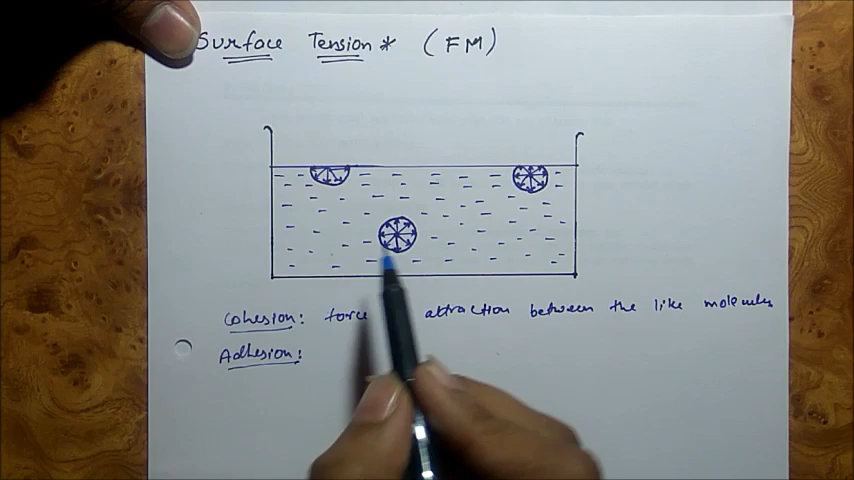 Surface Tension* (FM)
Cohesion: force attraction between the like molecules
Adhesion: